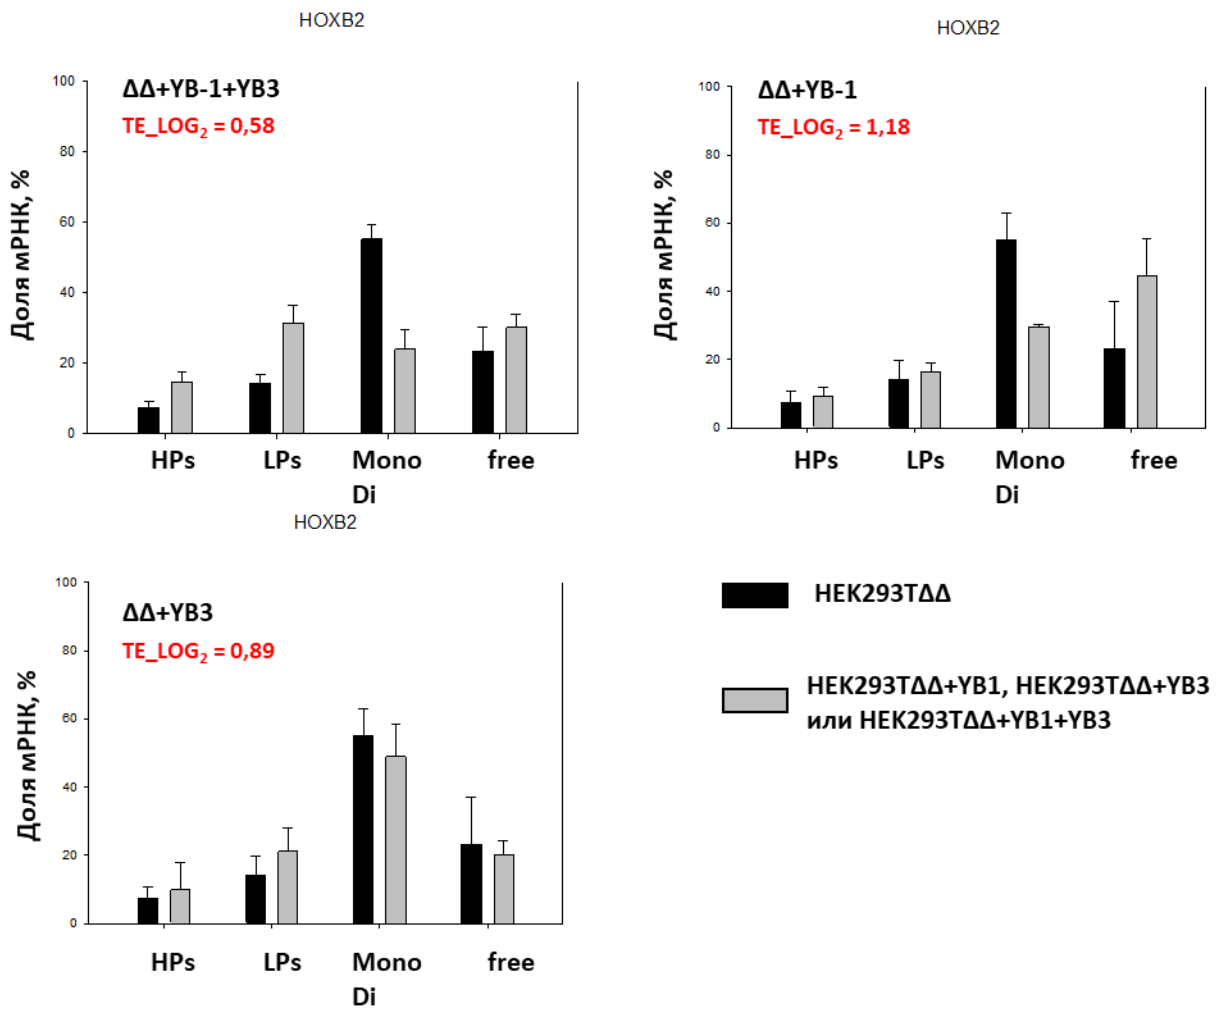 HOXB2
ΔΔ+YB-1+YB3
TE_LOG₂ = 0,58
Доля мРНК, %
100
80
60
40
20
0
HPs LPs Mono free
Di
HOXB2
ΔΔ+YB-1
TE_LOG₂ = 1,18
Доля мРНК, %
100
80
60
40
20
0
HPs LPs Mono free
Di
HOXB2
ΔΔ+YB3
TE_LOG₂ = 0,89
Доля мРНК, %
100
80
60
40
20
0
HPs LPs Mono free
Di
HEK293TΔΔ
HEK293TΔΔ+YB1, HEK293TΔΔ+YB3
или HEK293TΔΔ+YB1+YB3